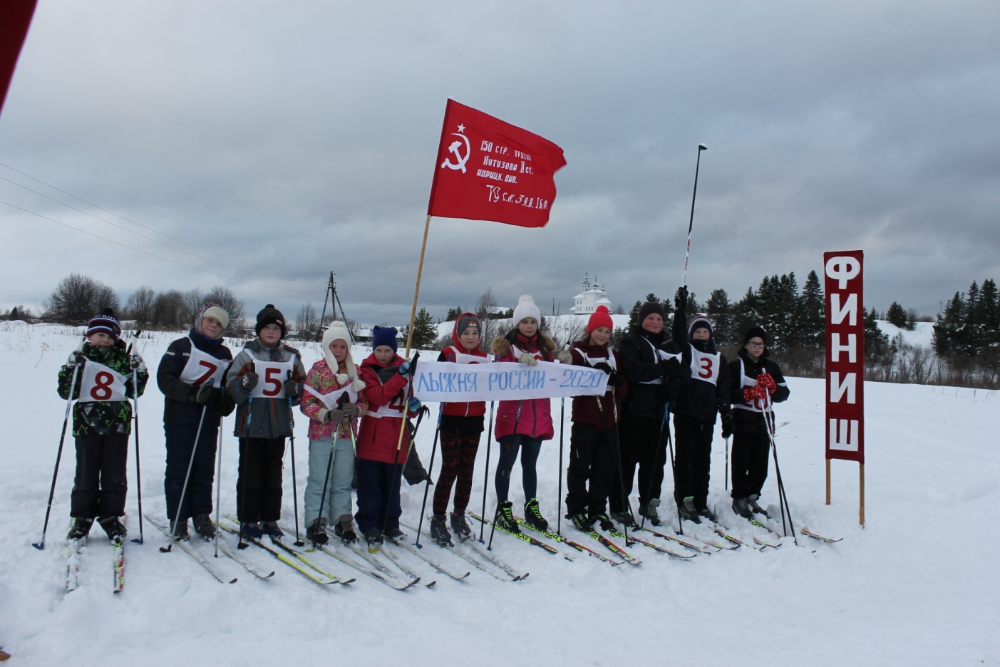 150 СТР. ОРДЕНА
КУТУЗОВА II СТ.
ИДРИЦК. ДИВ.
79 С.К. 3 У.А. 1 Б.Ф.
ЛЫЖНЯ РОССИИ - 2020
ФИНИШ
8
7
5
4
3